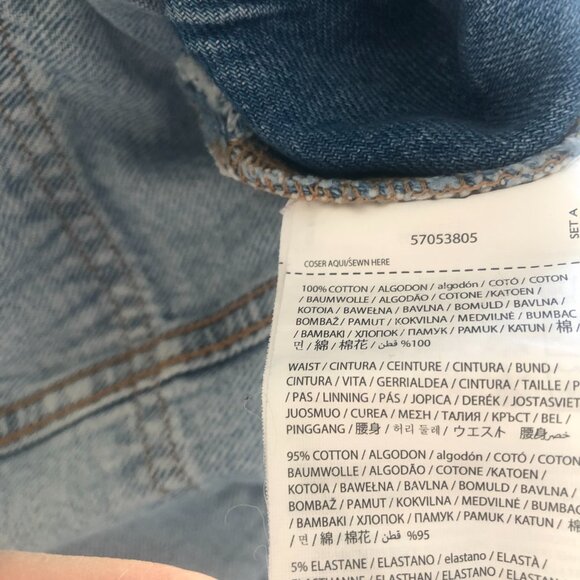 57053805
SET A
COSER AQUI/SEWN HERE
100% COTTON / ALGODON / algodón / COTÓ / COTON
/ BAUMWOLLE / ALGODÃO / COTONE /KATOEN /
KOTOIA / BAWEŁNA / BAVLNA / BOMULD / BAVLNA /
BOMBAŽ / PAMUT / KOKVILNA / MEDVILNĖ / BUMBAC
/ BAMBAKI / ХЛОПОК / ПАМУК / PAMUK / KATUN / 棉
/ 면 / 綿 / 棉花 / قطن / %100
WAIST / CINTURA / CEINTURE / CINTURA / BUND /
CINTURA / VITA / GERRIALDEA / CINTURA / TAILLE / P
/ PAS / LINNING / PÁS / JOPICA / DERÉK / JOSTASVIET
JUOSMUO / CUREA / ΜΕΣΗ / ТАЛИЯ / КРЪСТ / BEL /
PINGGANG / 腰身 / 허리 둘레 / ウエスト 腰身 / خصر
95% COTTON / ALGODON / algodón / COTÓ / COTON
BAUMWOLLE / ALGODÃO / COTONE /KATOEN/
KOTOIA / BAWEŁNA / BAVLNA / BOMULD / BAVLNA /
BOMBAŽ / PAMUT / KOKVILNA / MEDVILNĖ / BUMBAC
/ BAMBAKI / ХЛОПОК / ПАМУК / PAMUK / KATUN / 棉
/ 면 / 綿 / 棉花 / قطن / %95
5% ELASTANE / ELASTANO / elastano / ELASTÀ /